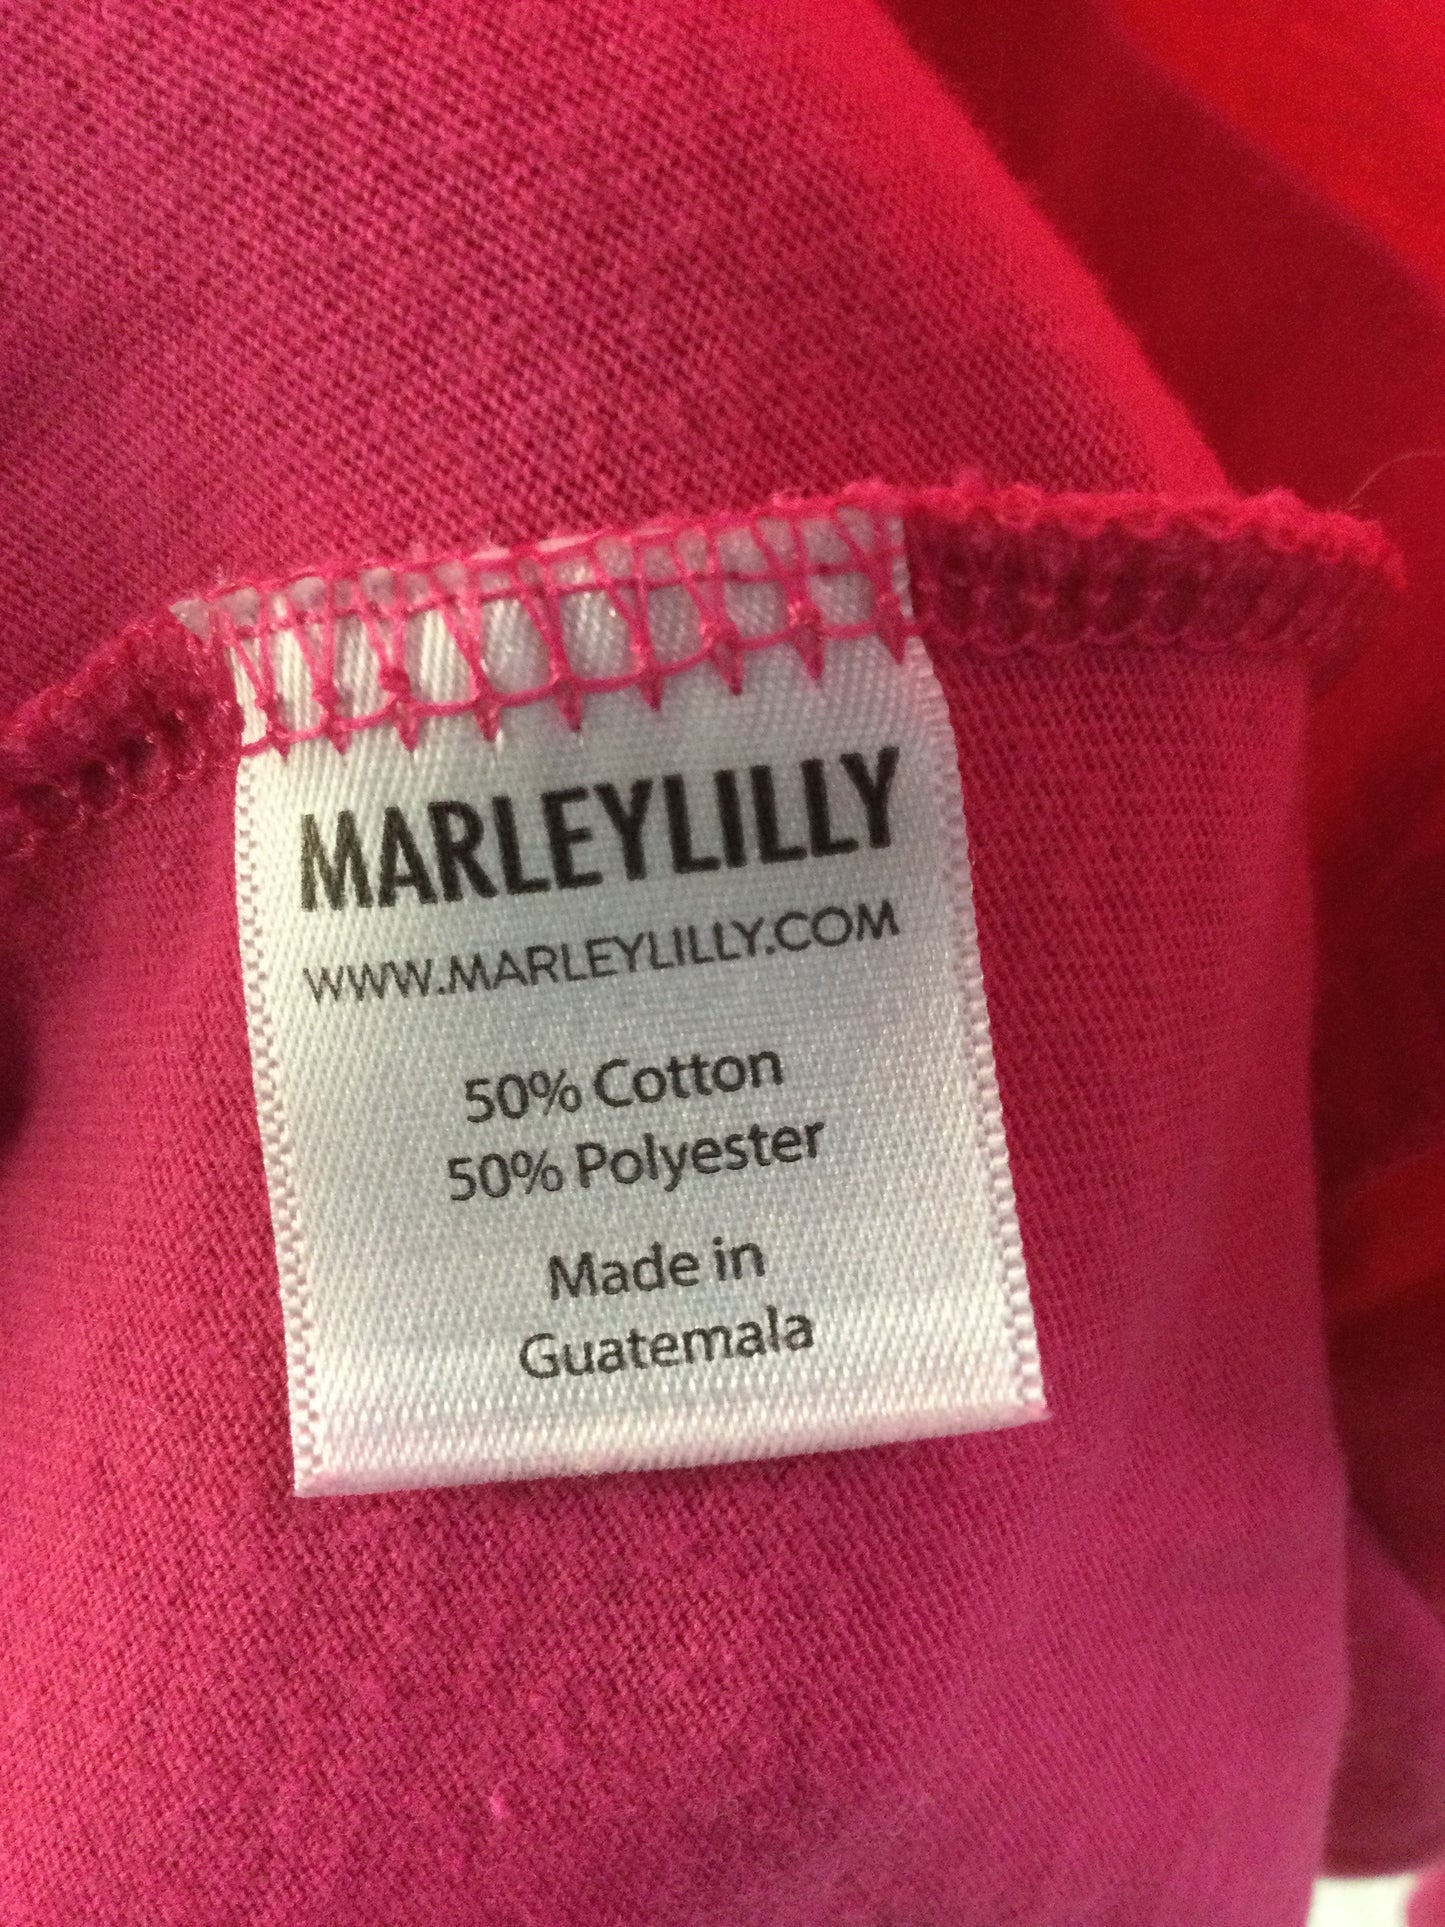 MARLEYLILLY
WWW.MARLEYLILLY.COM
50% Cotton
50% Polyester
Made in
Guatemala